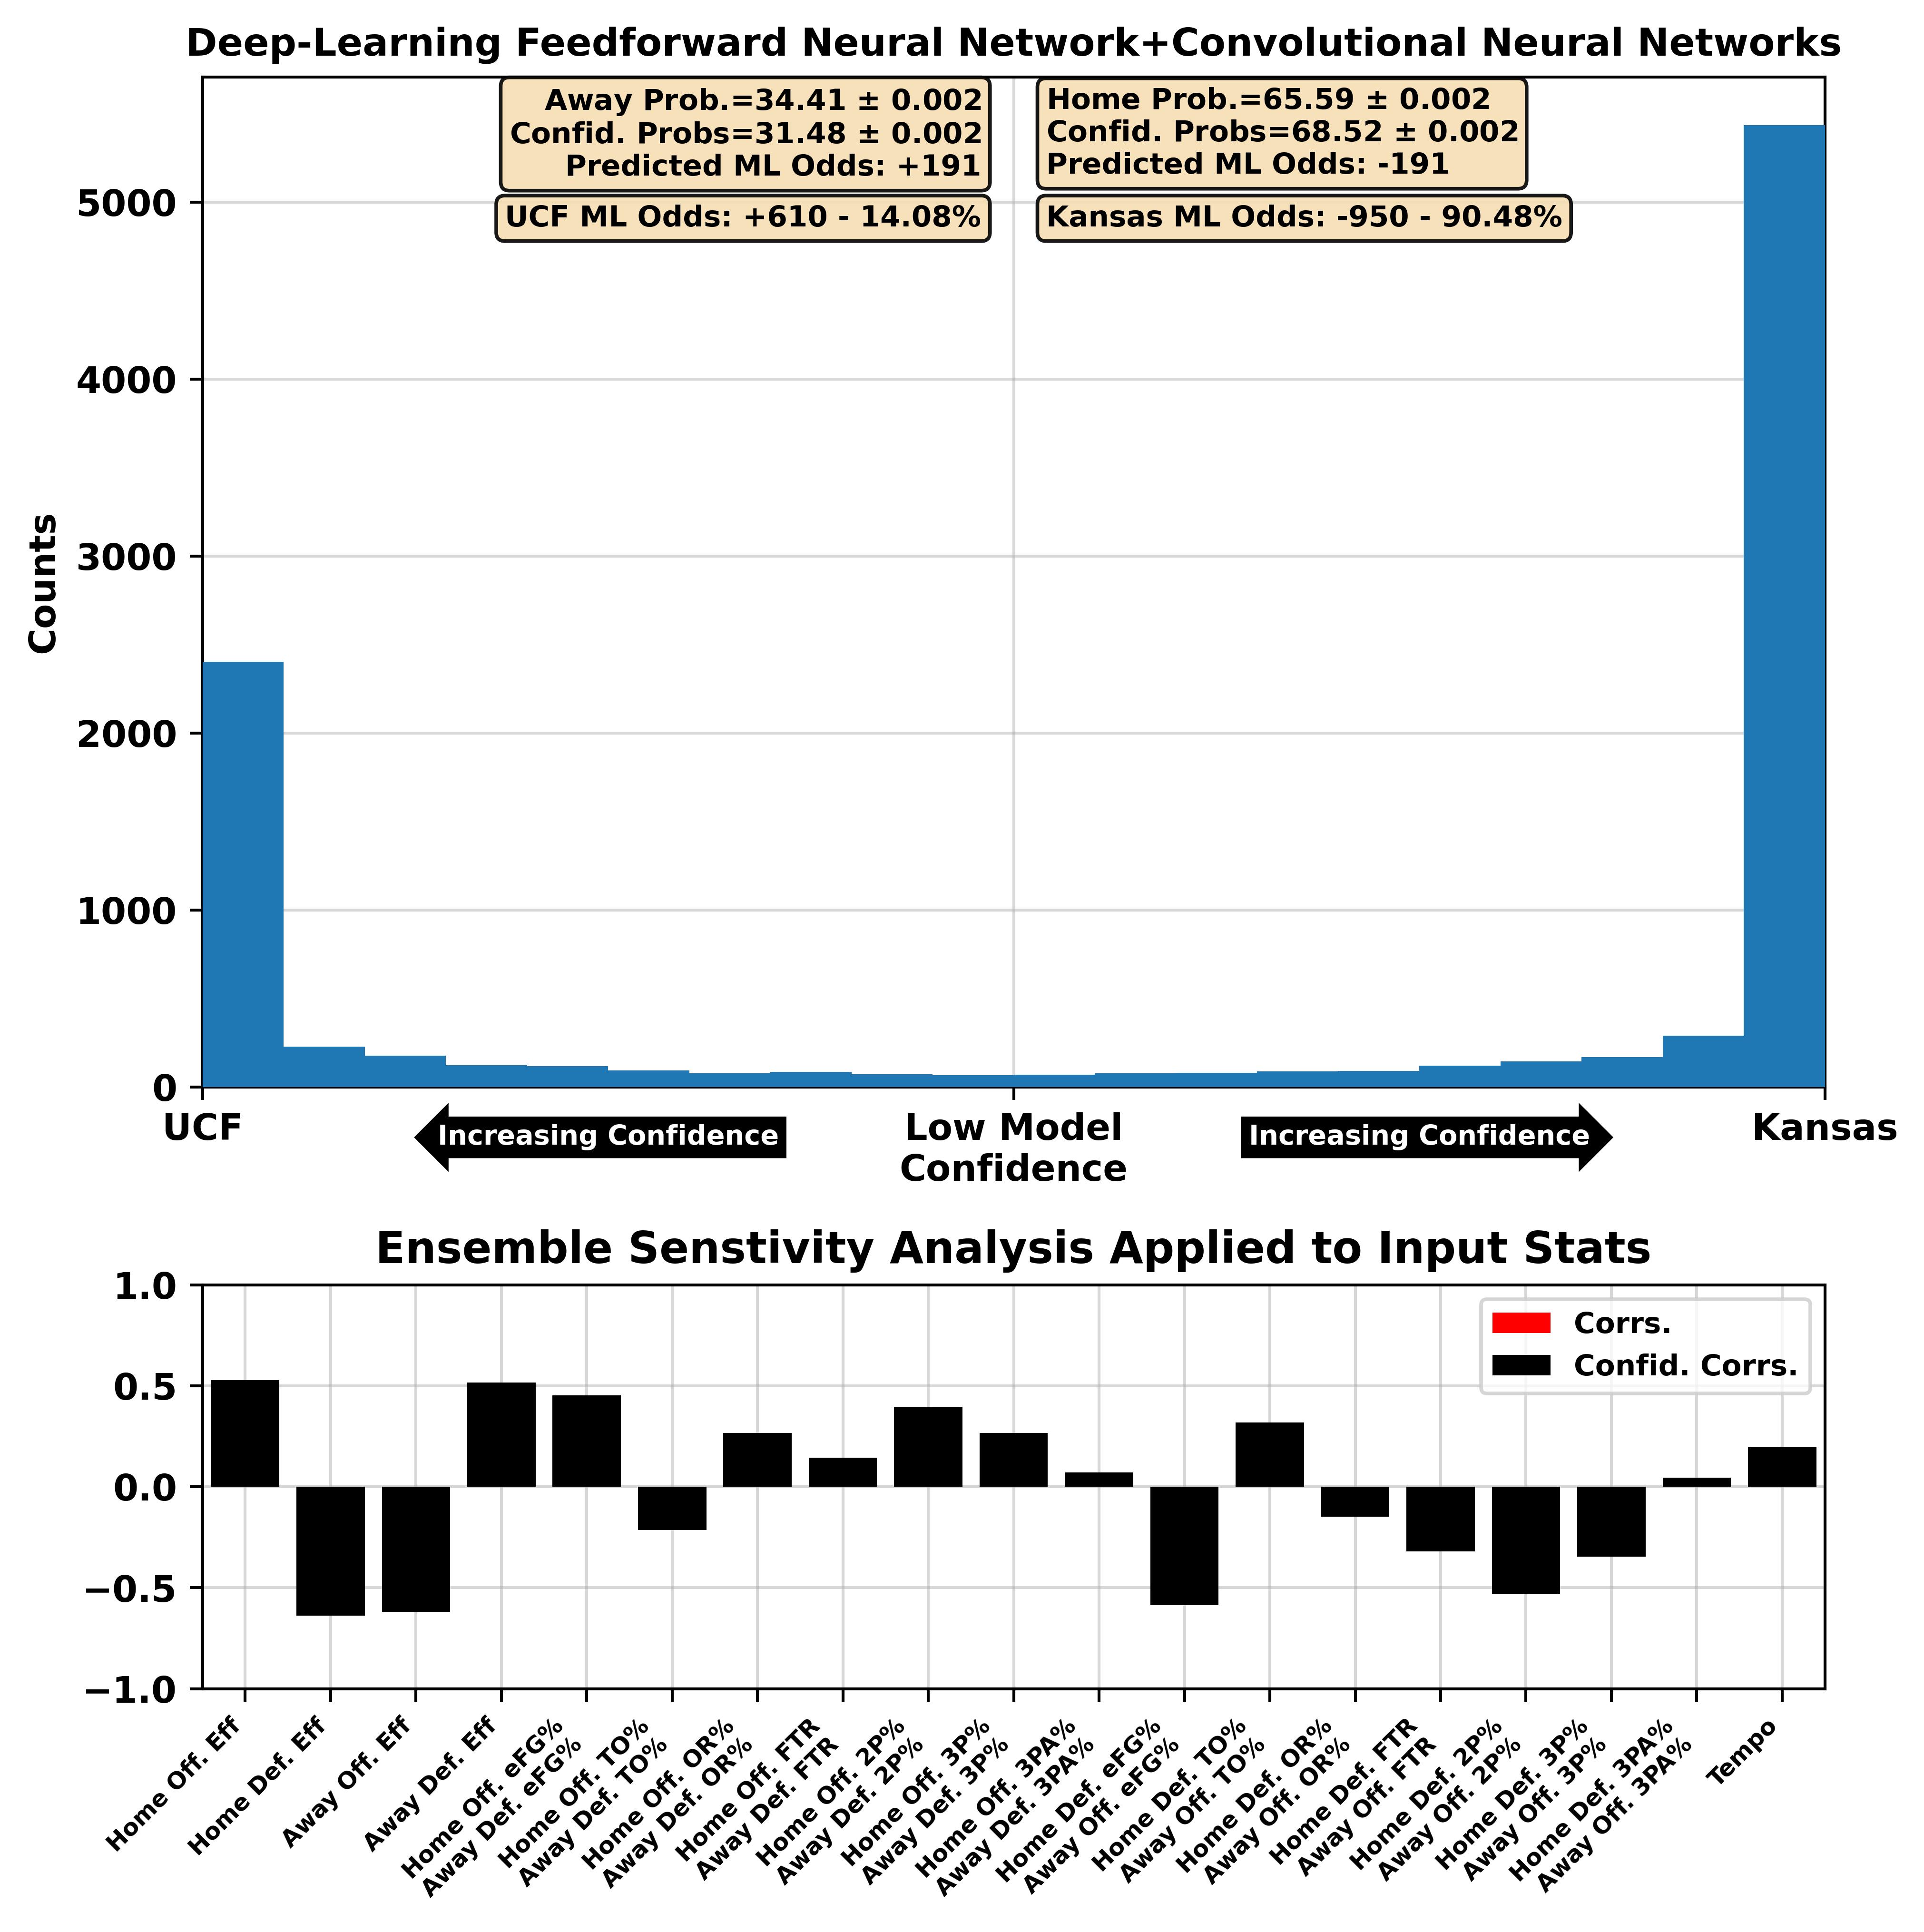 Deep-Learning Feedforward Neural Network+Convolutional Neural Networks
Away Prob.=34.41 ± 0.002
Confid. Probs=31.48 ± 0.002
Predicted ML Odds: +191
UCF ML Odds: +610 - 14.08%
Home Prob.=65.59 ± 0.002
Confid. Probs=68.52 ± 0.002
Predicted ML Odds: -191
Kansas ML Odds: -950 - 90.48%
Counts
5000
4000
3000
2000
1000
0
UCF
Increasing Confidence
Low Model
Confidence
Increasing Confidence
Kansas
Ensemble Senstivity Analysis Applied to Input Stats
1.0
0.5
0.0
−0.5
−1.0
Corrs.
Confid. Corrs.
Home Off. Eff
Home Def. Eff
Away Off. Eff
Away Def. Eff
Home Off. eFG%
Away Def. eFG%
Home Off. TO%
Away Def. TO%
Home Off. OR%
Away Def. OR%
Home Off. FTR
Away Def. FTR
Home Off. 2P%
Away Def. 2P%
Home Off. 3P%
Away Def. 3P%
Home Off. 3PA%
Away Def. 3PA%
Home Def. eFG%
Away Off. eFG%
Home Def. TO%
Away Off. TO%
Home Def. OR%
Away Off. OR%
Home Def. FTR
Away Off. FTR
Home Def. 2P%
Away Off. 2P%
Home Def. 3P%
Away Off. 3P%
Home Def. 3PA%
Away Off. 3PA%
Tempo